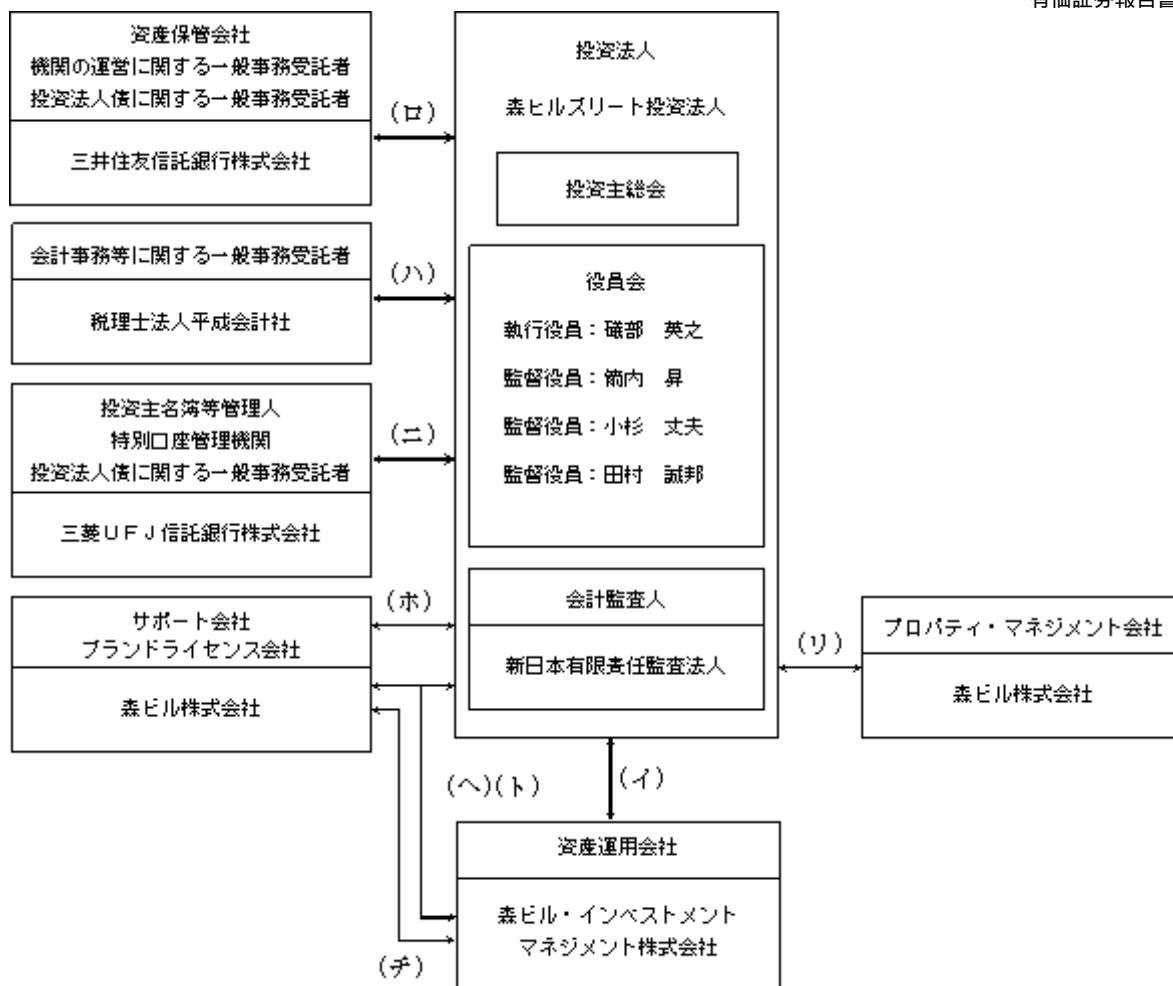 有価証券報告書
資産保管会社
機関の運営に関する一般事務受託者
投資法人債に関する一般事務受託者
三井住友信託銀行株式会社
(ロ)
会計事務等に関する一般事務受託者
税理士法人平成会計社
(ハ)
投資主名簿等管理人
特別口座管理機関
投資法人債に関する一般事務受託者
三菱UFJ信託銀行株式会社
(ニ)
サポート会社
ブランドライセンス会社
森ビル株式会社
(ホ)
投資法人
森ヒルズリート投資法人
投資主総会
役員会
執行役員:礒部 英之
監督役員:箭内 昇
監督役員:小杉 丈夫
監督役員:田村 誠邦
会計監査人
新日本有限責任監査法人
(リ)
プロパティ・マネジメント会社
森ビル株式会社
(ヘ)(ト)
(イ)
資産運用会社
森ビル・インベストメント
マネジメント株式会社
(チ)